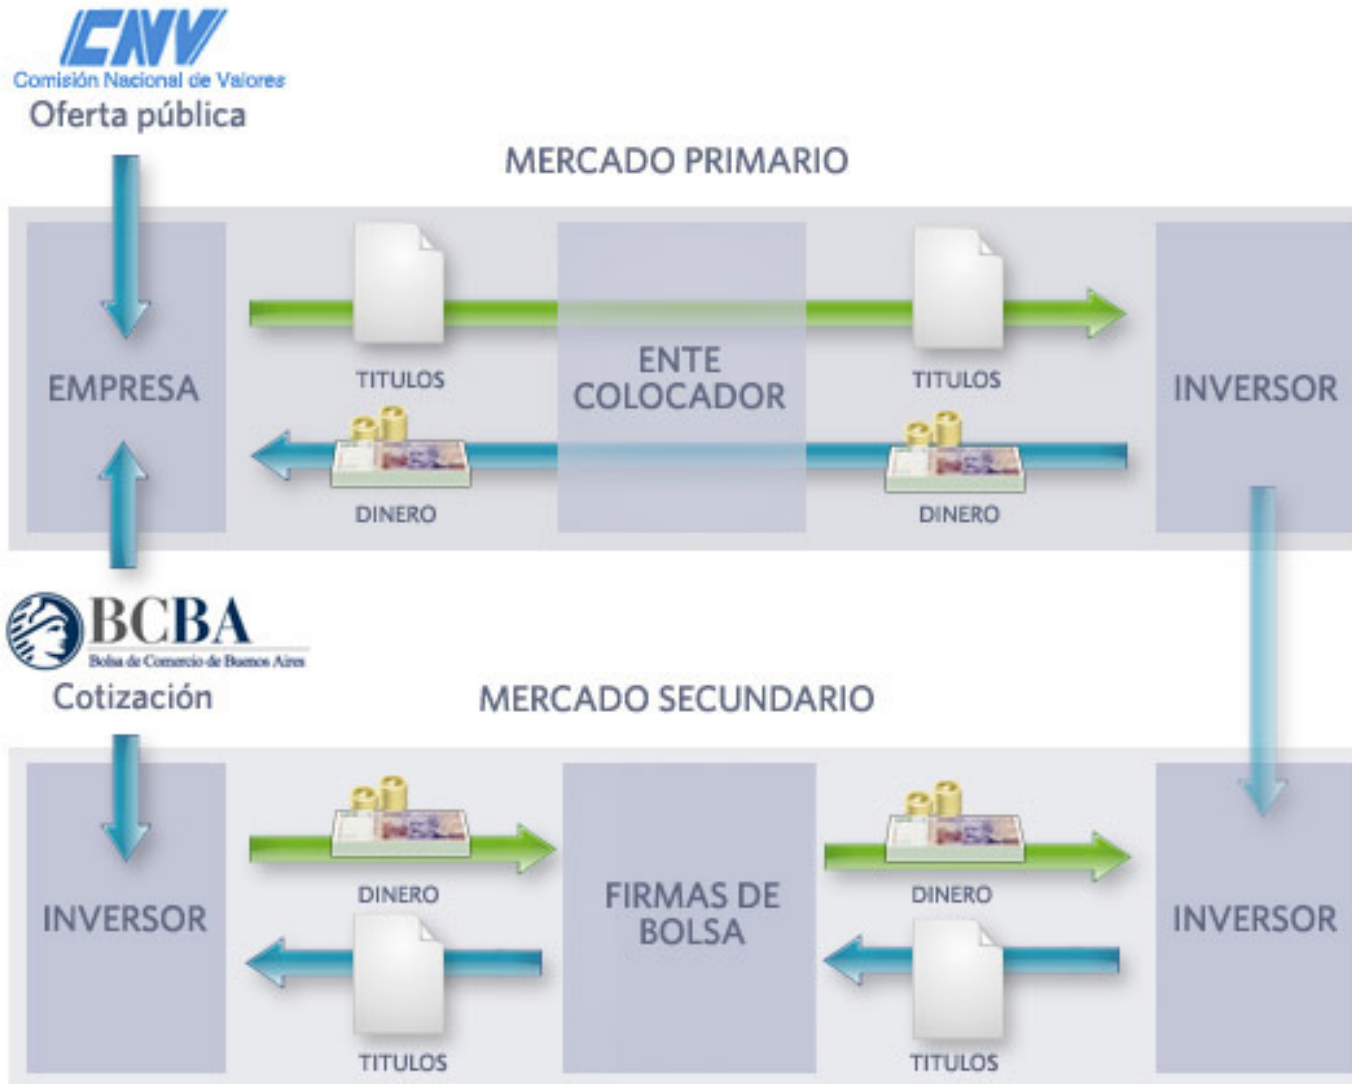 CNV
Comisión Nacional de Valores
Oferta pública
MERCADO PRIMARIO
EMPRESA
TITULOS
ENTE
COLOCADOR
TITULOS
INVERSOR
DINERO
DINERO
BCBA
Bolsa de Comercio de Buenos Aires
Cotización
MERCADO SECUNDARIO
INVERSOR
DINERO
FIRMAS DE
BOLSA
DINERO
INVERSOR
TITULOS
TITULOS